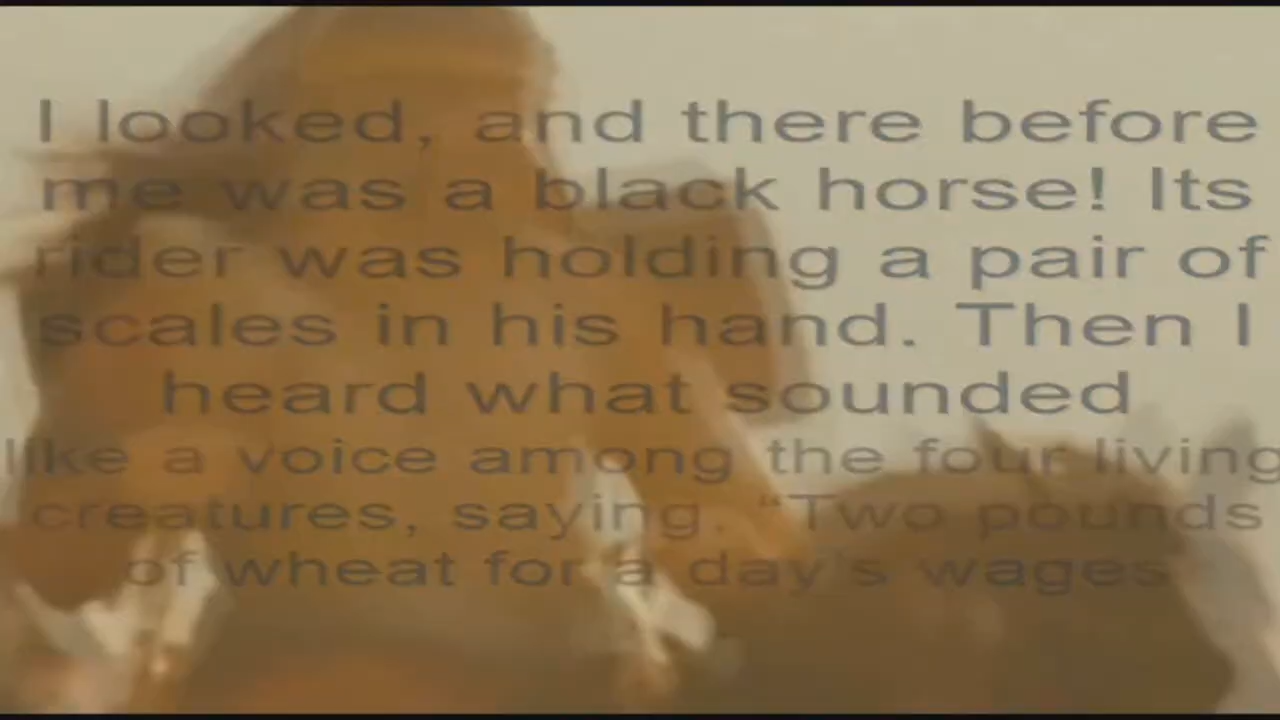 I looked, and there before
me was a black horse! Its
rider was holding a pair of
scales in his hand. Then I
heard what sounded
like a voice among the four living
creatures, saying. “Two pounds
of wheat for a day's wages